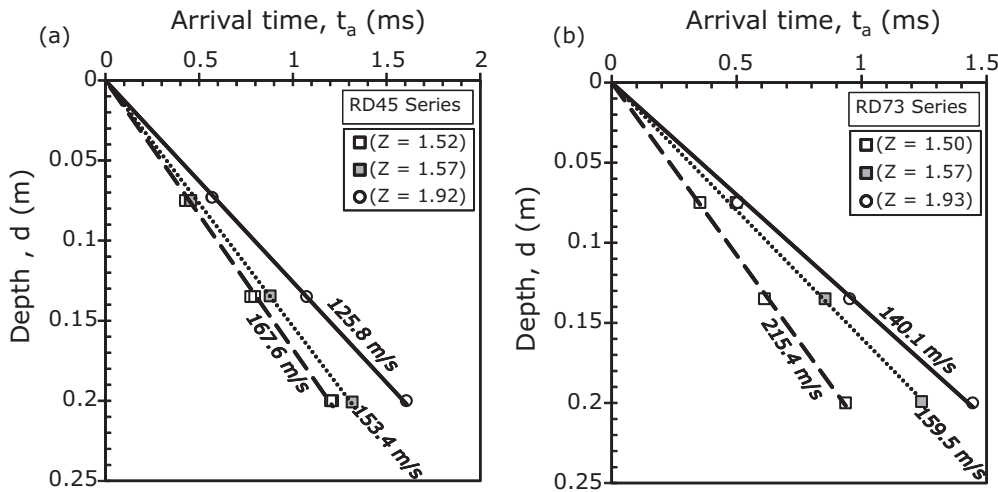 (a)
Arrival time, ta (ms)
0 0.5 1 1.5 2
0
0.05
0.1
0.15
0.2
0.25
Depth , d (m)
RD45 Series
(Z = 1.52)
(Z = 1.57)
(Z = 1.92)
125.8 m/s
167.6 m/s
153.4 m/s
(b)
Arrival time, ta (ms)
0 0.5 1 1.5
0
0.05
0.1
0.15
0.2
0.25
Depth, d (m)
RD73 Series
(Z = 1.50)
(Z = 1.57)
(Z = 1.93)
140.1 m/s
215.4 m/s
159.5 m/s